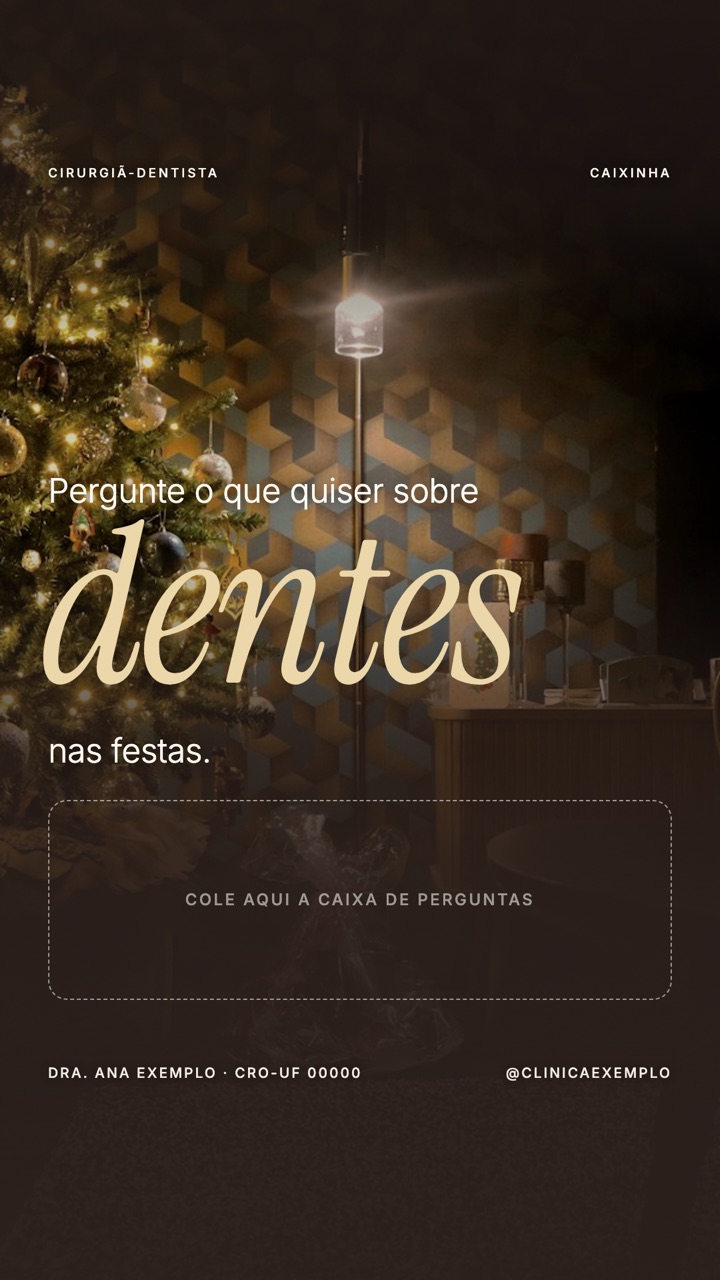 CIRURGIÃ-DENTISTA
CAIXINHA
Pergunte o que quiser sobre
dentes
nas festas.
COLE AQUI A CAIXA DE PERGUNTAS
DRA. ANA EXEMPLO · CRO-UF 00000
@CLINICAEXEMPLO